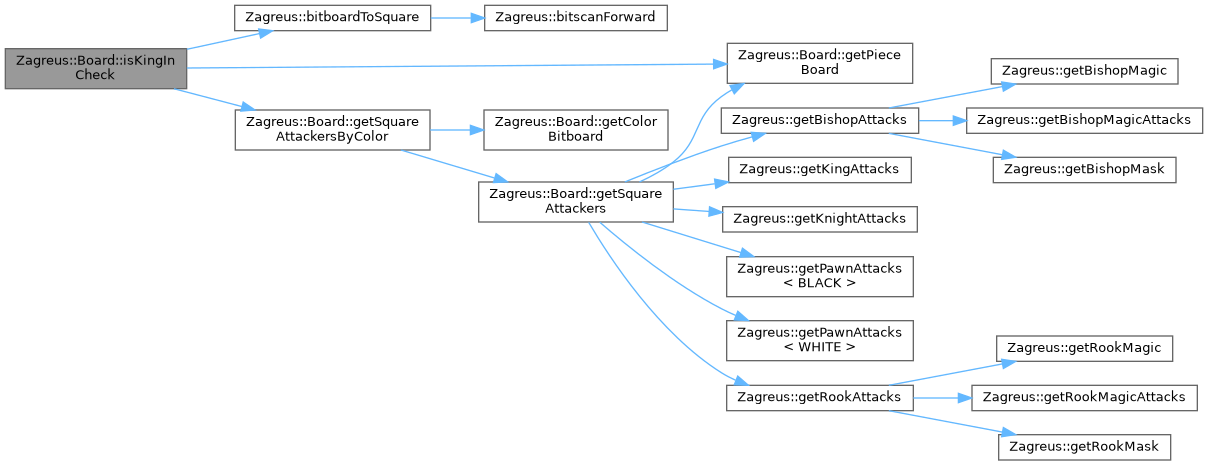 Zagreus::Board::isKingIn
Check
Zagreus::bitboardToSquare
Zagreus::bitscanForward
Zagreus::Board::getPiece
Board
Zagreus::Board::getSquare
AttackersByColor
Zagreus::Board::getColor
Bitboard
Zagreus::Board::getSquare
Attackers
Zagreus::getBishopAttacks
Zagreus::getBishopMagic
Zagreus::getBishopMagicAttacks
Zagreus::getBishopMask
Zagreus::getKingAttacks
Zagreus::getKnightAttacks
Zagreus::getPawnAttacks
< BLACK >
Zagreus::getPawnAttacks
< WHITE >
Zagreus::getRookAttacks
Zagreus::getRookMagic
Zagreus::getRookMagicAttacks
Zagreus::getRookMask